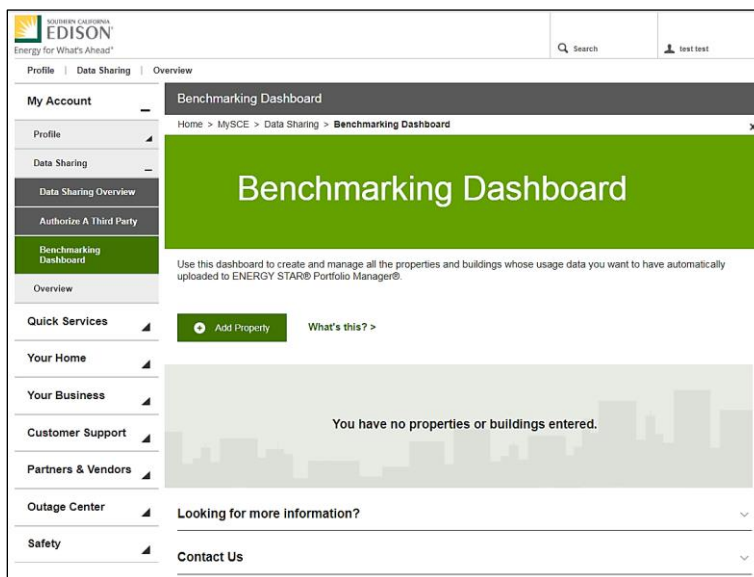 SOUTHERN CALIFORNIA
EDISON
Energy for What's Ahead®
Search
test test
Profile | Data Sharing | Overview
My Account
Profile
Data Sharing
Data Sharing Overview
Authorize A Third Party
Benchmarking
Dashboard
Overview
Quick Services
Your Home
Your Business
Customer Support
Partners & Vendors
Outage Center
Safety
Benchmarking Dashboard
Home > MySCE > Data Sharing > Benchmarking Dashboard
Benchmarking Dashboard
Use this dashboard to create and manage all the properties and buildings whose usage data you want to have automatically
uploaded to ENERGY STAR® Portfolio Manager®.
Add Property
What's this? >
You have no properties or buildings entered.
Looking for more information?
Contact Us